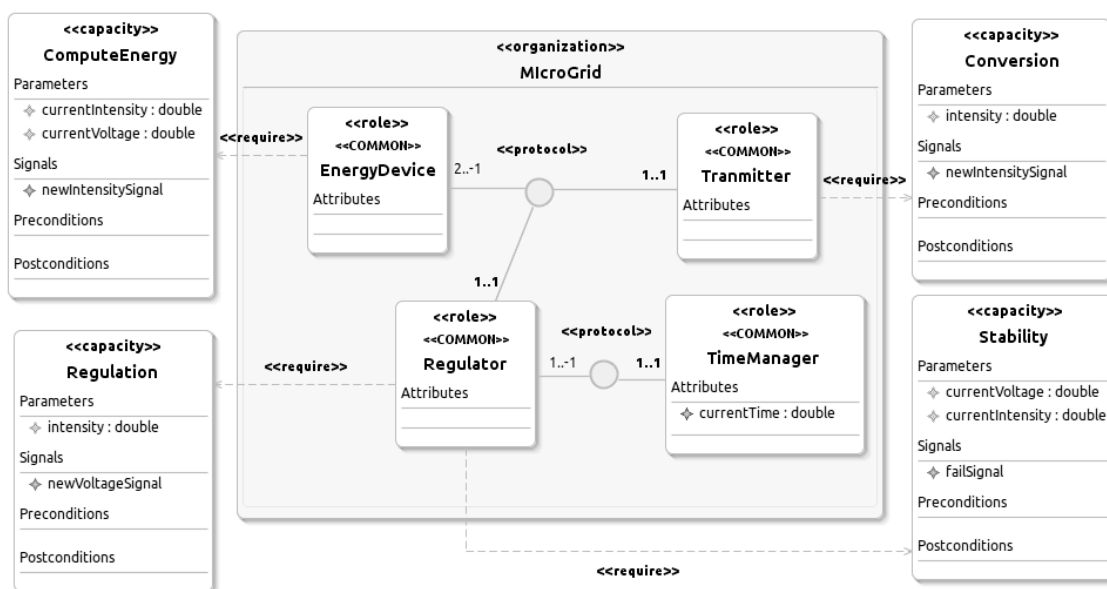 <<capacity>>
ComputeEnergy
Parameters
currentIntensity : double
currentVoltage : double
Signals
newIntensitySignal
Preconditions
Postconditions
<<require>>
<<organization>>
MIcroGrid
<<role>>
<<COMMON>>
EnergyDevice
Attributes
2..-1
<<protocol>>
1..1
<<role>>
<<COMMON>>
Tranmitter
Attributes
<<require>>
<<capacity>>
Conversion
Parameters
intensity : double
Signals
newIntensitySignal
Preconditions
Postconditions
<<capacity>>
Regulation
Parameters
intensity : double
Signals
newVoltageSignal
Preconditions
Postconditions
<<require>>
1..1
<<role>>
<<COMMON>>
Regulator
Attributes
1..-1
<<protocol>>
1..1
<<role>>
<<COMMON>>
TimeManager
Attributes
currentTime : double
<<capacity>>
Stability
Parameters
currentVoltage : double
currentIntensity : double
Signals
failSignal
Preconditions
Postconditions
<<require>>